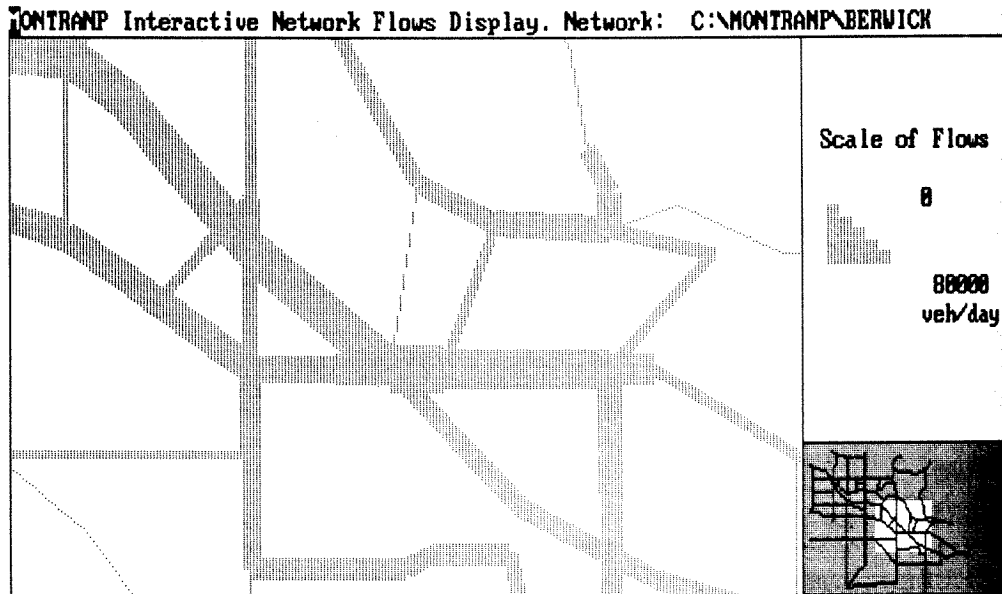 MONTRAMP Interactive Network Flows Display. Network: C:\MONTRAMP\BERWICK
Scale of Flows
0
80000
veh/day